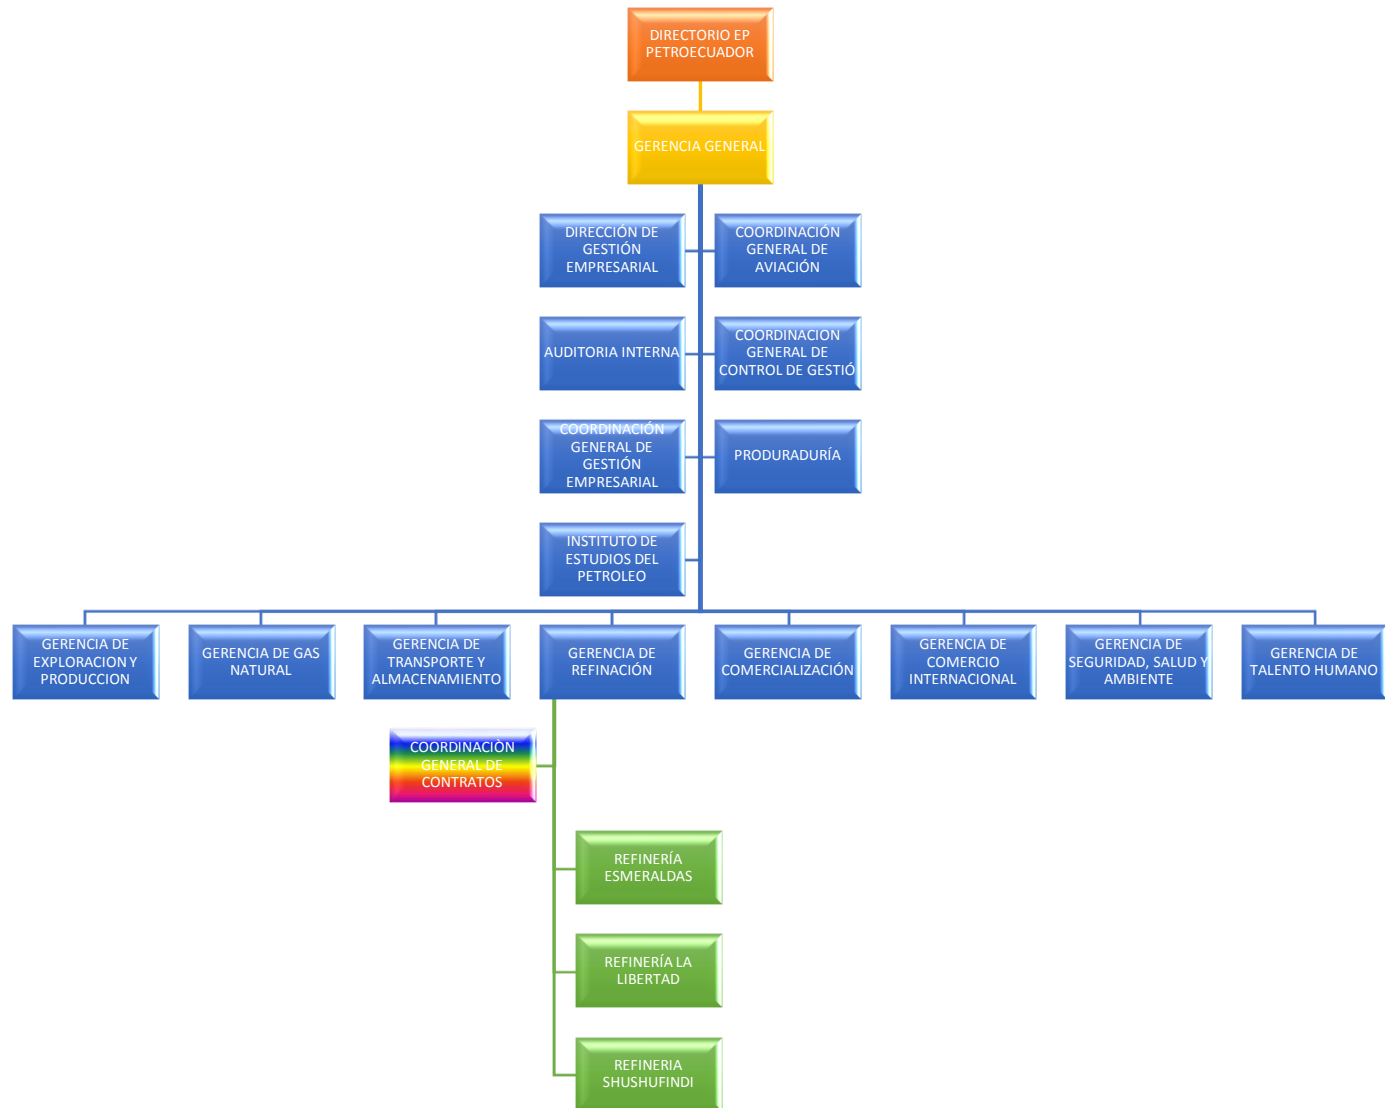 DIRECTORIO EP
PETROECUADOR
GERENCIA GENERAL
DIRECCIÓN DE
GESTIÓN
EMPRESARIAL
COORDINACIÓN
GENERAL DE
AVIACIÓN
AUDITORIA INTERNA
COORDINACION
GENERAL DE
CONTROL DE GESTIÓ
COORDINACIÓN
GENERAL DE
GESTIÓN
EMPRESARIAL
PRODURADURÍA
INSTITUTO DE
ESTUDIOS DEL
PETROLEO
GERENCIA DE
EXPLORACION Y
PRODUCCION
GERENCIA DE GAS
NATURAL
GERENCIA DE
TRANSPORTE Y
ALMACENAMIENTO
GERENCIA DE
REFINACIÓN
GERENCIA DE
COMERCIALIZACIÓN
GERENCIA DE
COMERCIO
INTERNACIONAL
GERENCIA DE
SEGURIDAD, SALUD Y
AMBIENTE
GERENCIA DE
TALENTO HUMANO
COORDINACIÒN
GENERAL DE
CONTRATOS
REFINERÍA
ESMERALDAS
REFINERÍA LA
LIBERTAD
REFINERIA
SHUSHUFINDI